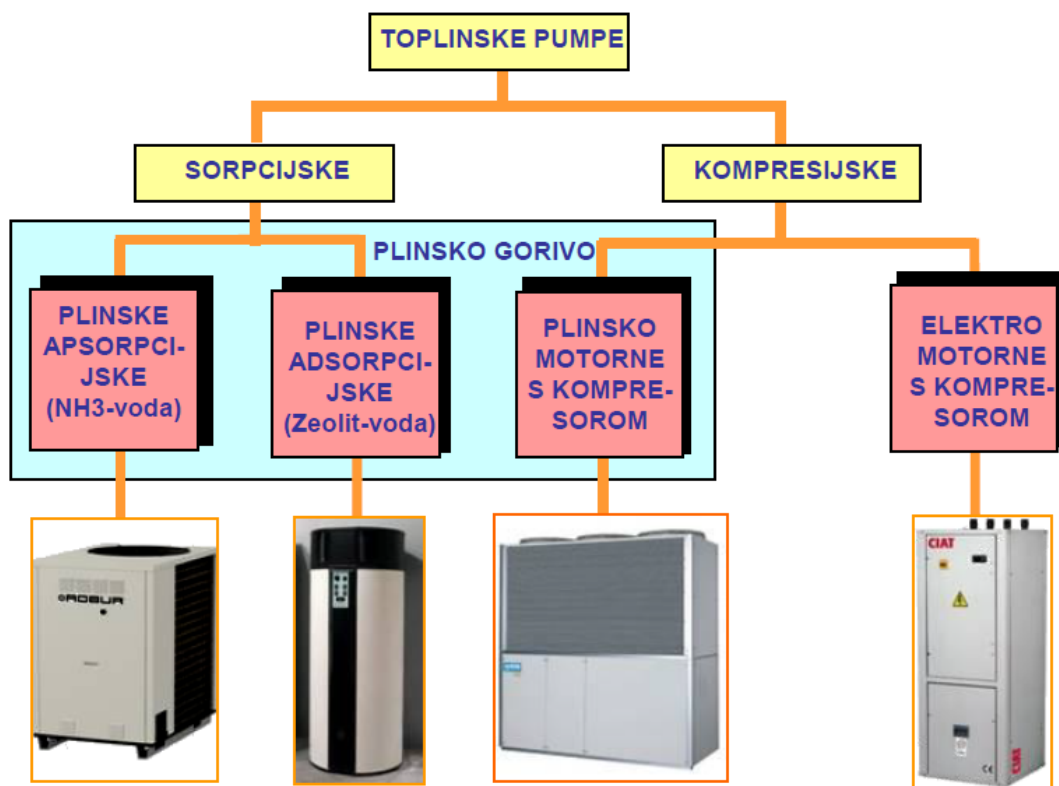 TOPLINSKE PUMPE
SORPCIJSKE
KOMPRESIJSKE
PLINSKO GORIVO
PLINSKE
APSORPCI-
JSKE
(NH3-voda)
PLINSKE
ADSORPCI-
JSKE
(Zeolit-voda)
PLINSKO
MOTORNE
S KOMPRE-
SOROM
ELEKTRO
MOTORNE
S KOMPRE-
SOROM
ROBUR
CIAT
CE